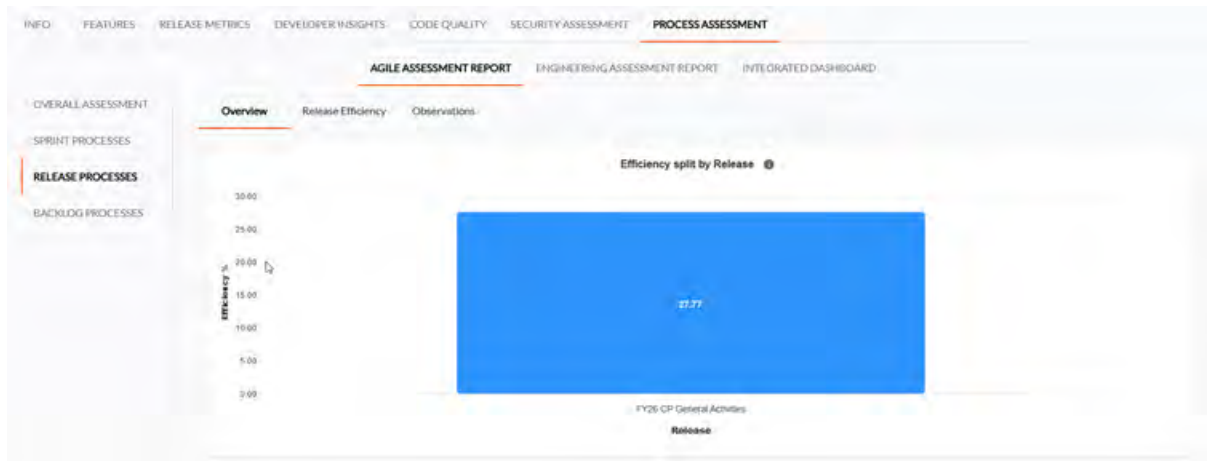 INFO FEATURES RELEASE METRICS DEVELOPER INSIGHTS CODE QUALITY SECURITY ASSESSMENT PROCESS ASSESSMENT
AGILE ASSESSMENT REPORT ENGINEERING ASSESSMENT REPORT INTEGRATED DASHBOARD
OVERALL ASSESSMENT
SPRINT PROCESSES
RELEASE PROCESSES
BACKLOG PROCESSES
Overview Release Efficiency Observations
Efficiency split by Release
Efficiency %
30.00
25.00
20.00
15.00
10.00
5.00
0.00
27.77
FY26 CP General Activities
Release